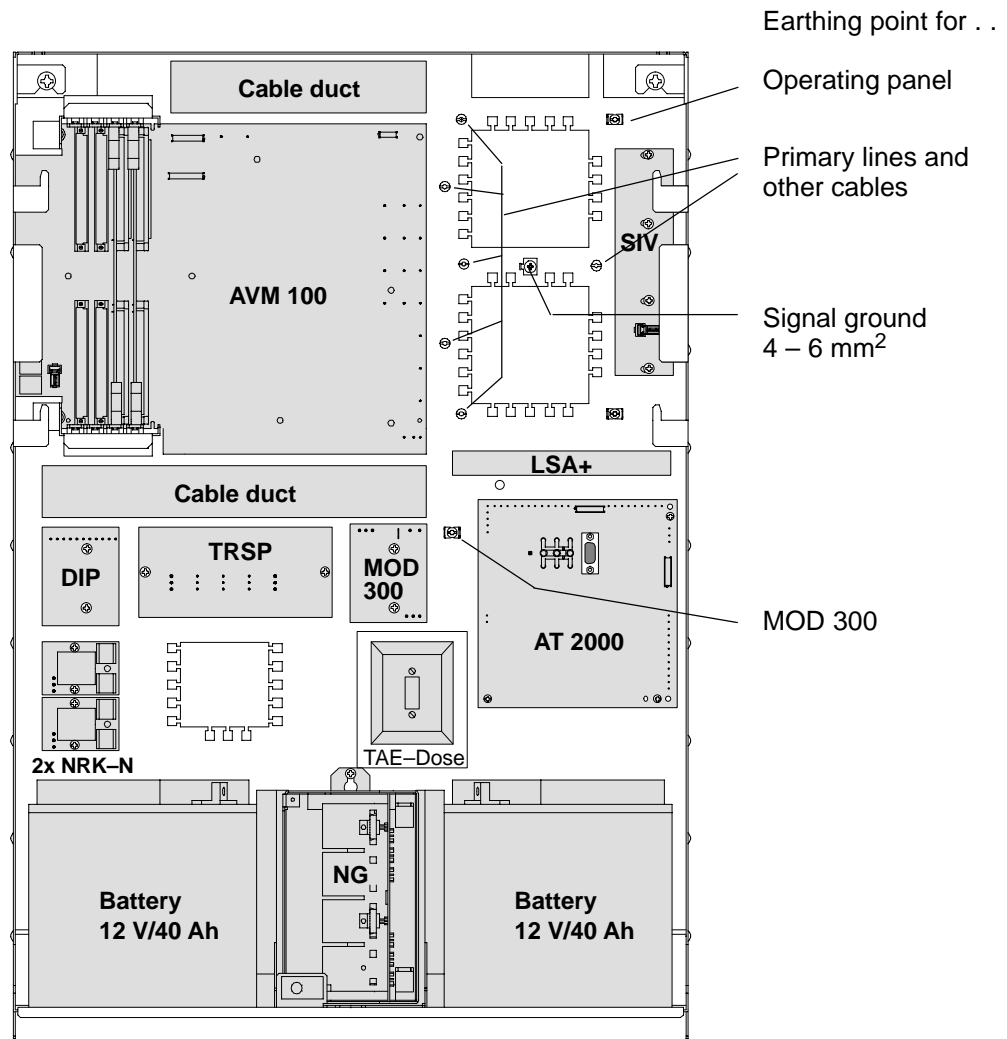 Earthing point for . .
Cable duct
Operating panel
Primary lines and
other cables
SIV
AVM 100
Signal ground
4 – 6 mm²
LSA+
Cable duct
TRSP
MOD
300
DIP
MOD 300
AT 2000
TAE–Dose
2x NRK–N
NG
Battery
12 V/40 Ah
Battery
12 V/40 Ah